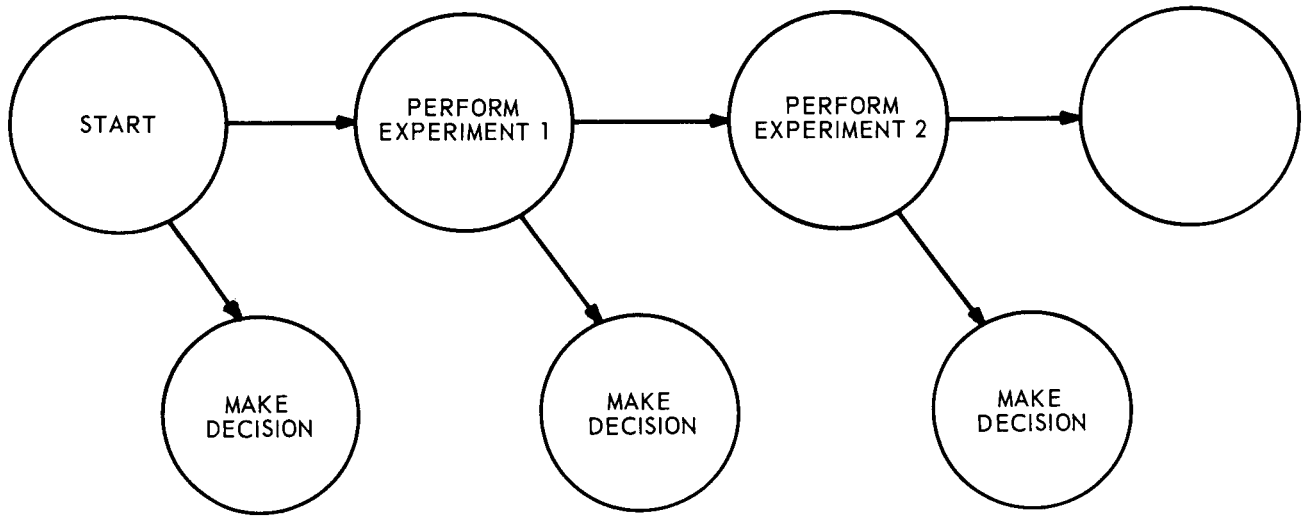 START
PERFORM
EXPERIMENT 1
PERFORM
EXPERIMENT 2
MAKE
DECISION
MAKE
DECISION
MAKE
DECISION